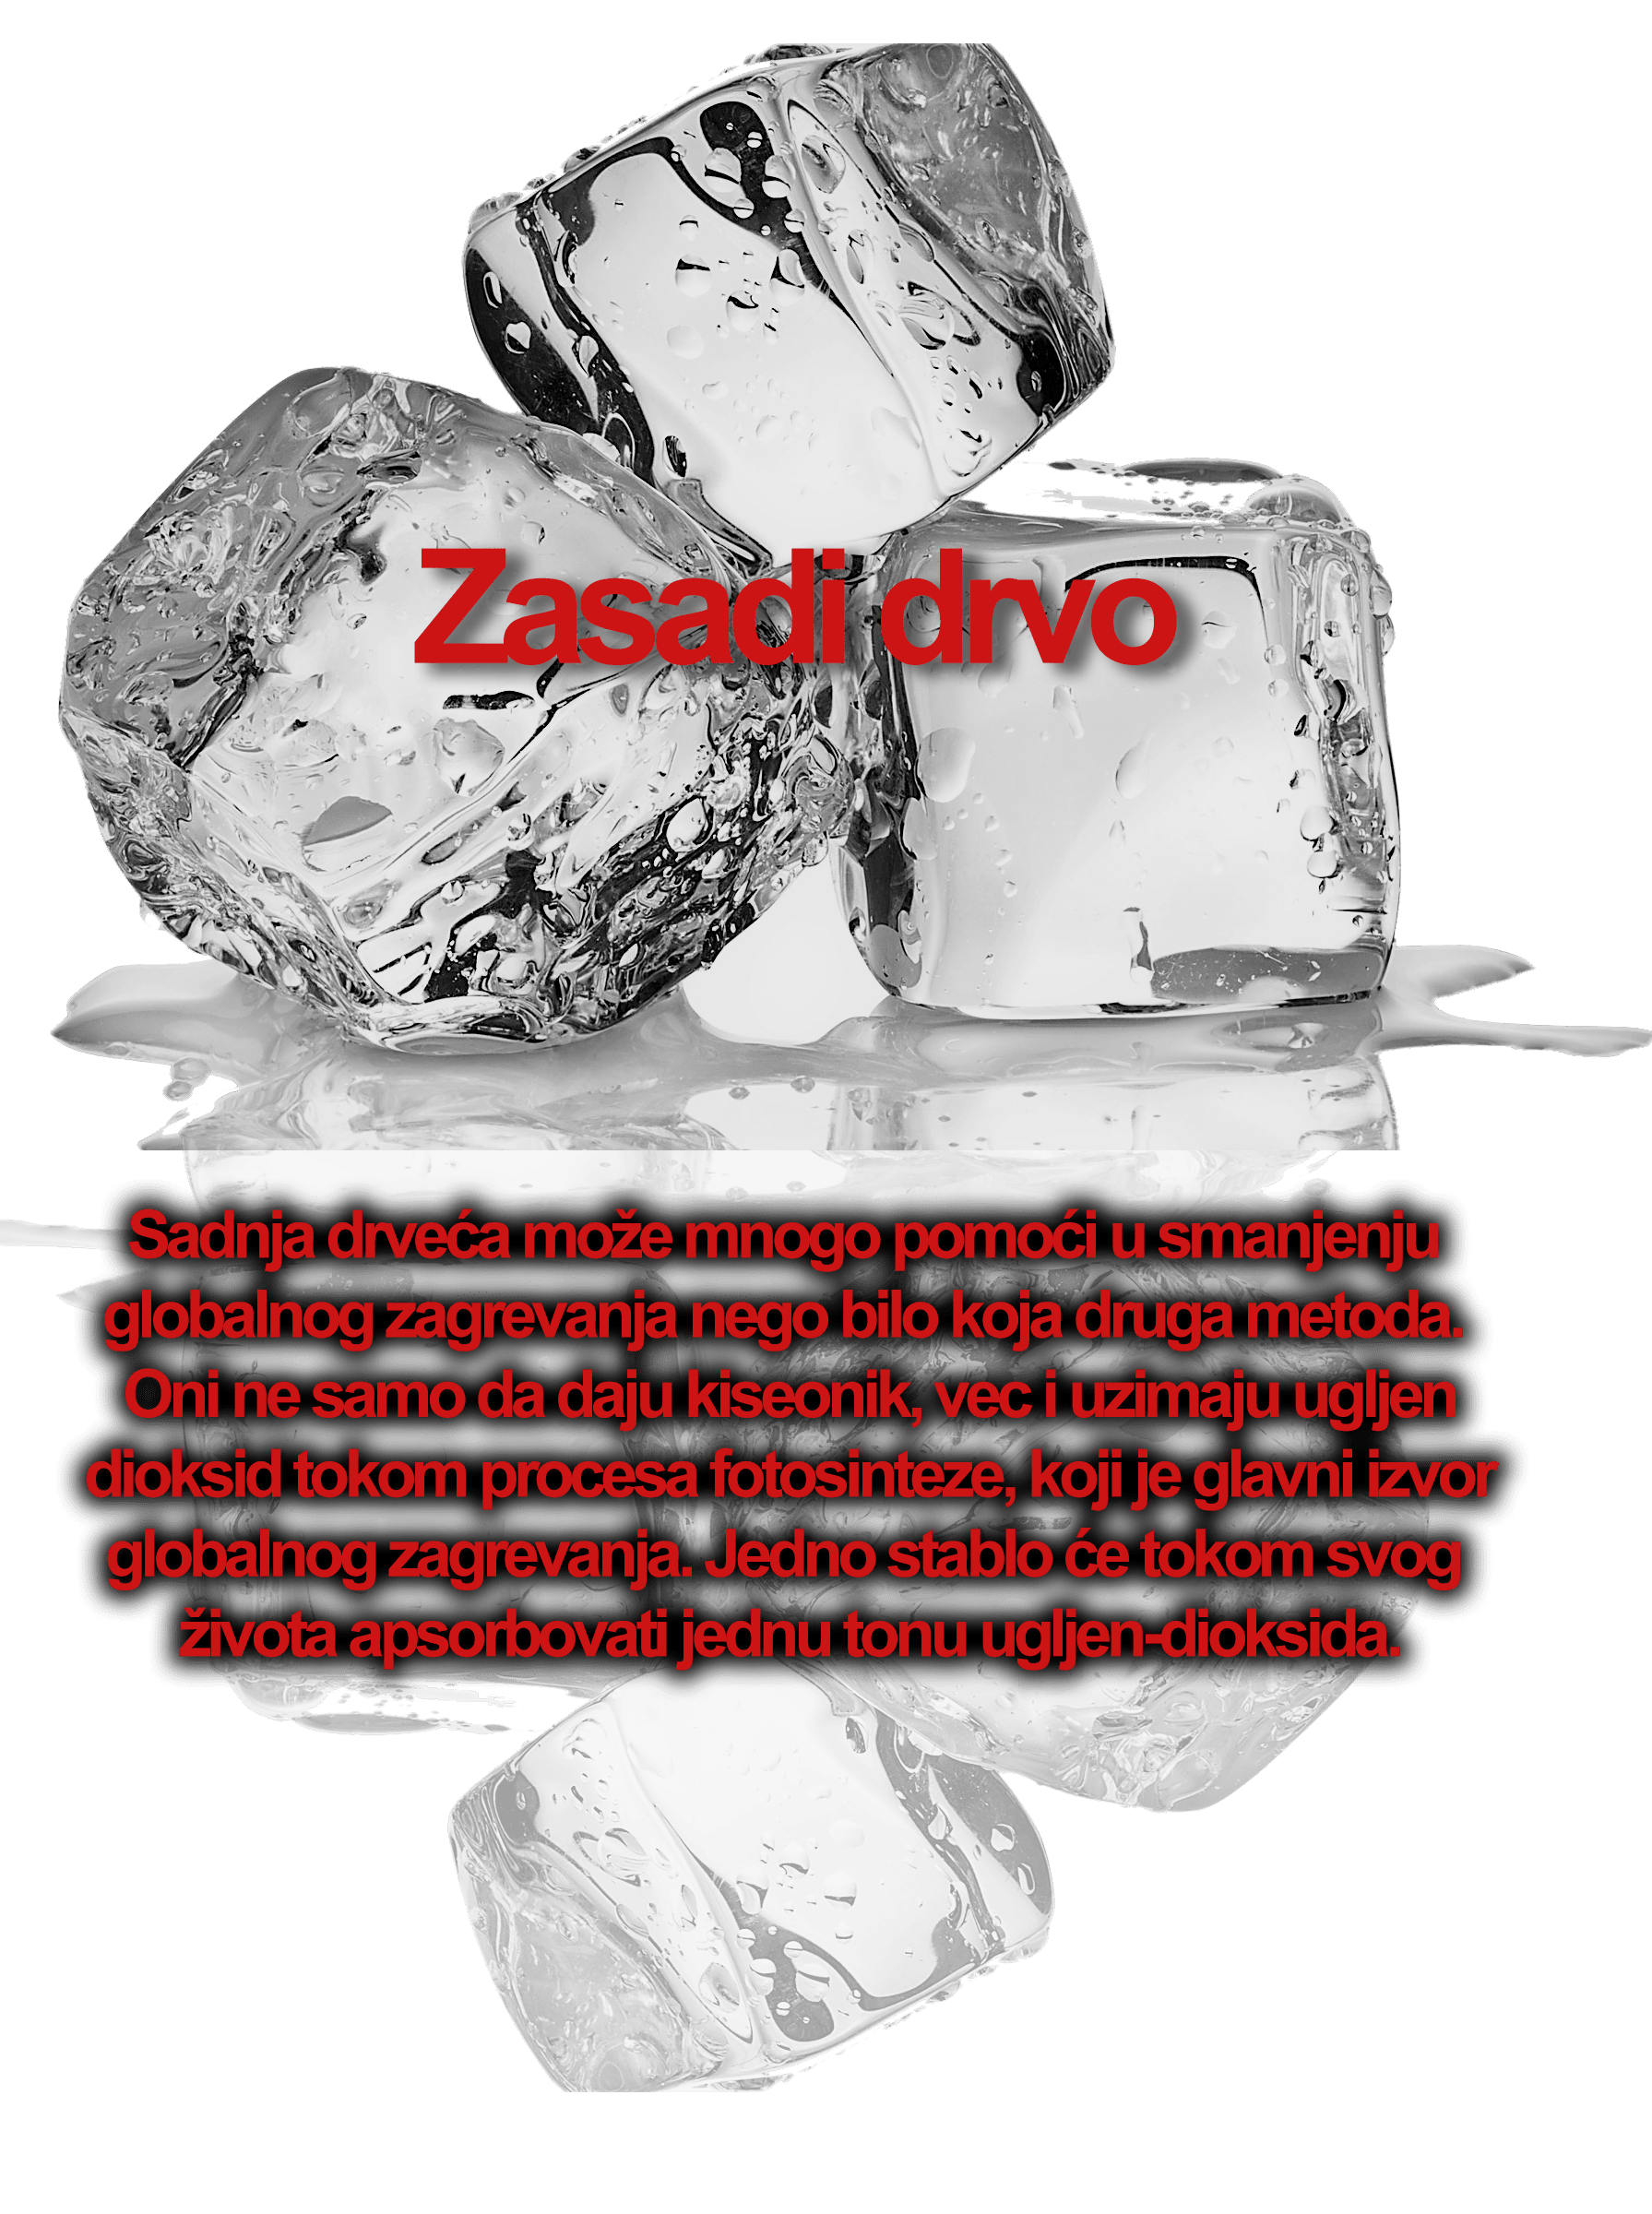 Zasadi drvo
Sadnja drveća može mnogo pomoći u smanjenju
globalnog zagrevanja nego bilo koja druga metoda.
Oni ne samo da daju kiseonik, vec i uzimaju ugljen
dioksid tokom procesa fotosinteze, koji je glavni izvor
globalnog zagrevanja. Jedno stablo će tokom svog
života apsorbovati jednu tonu ugljen-dioksida.